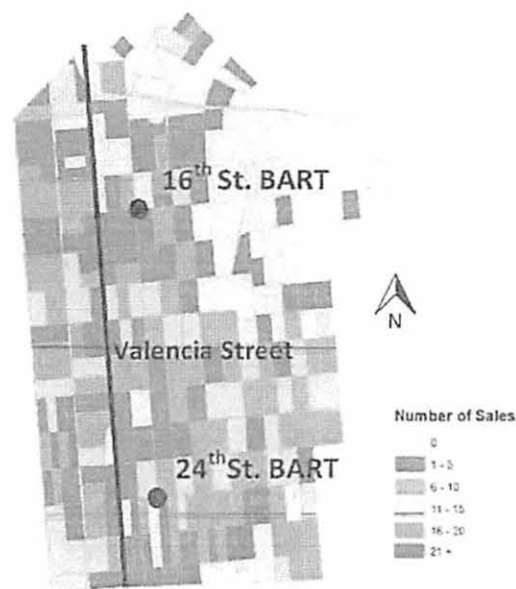 16th St. BART
N
Valencia Street
24th St. BART
Number of Sales
0
1 - 5
6 - 10
11 - 15
16 - 20
21 +